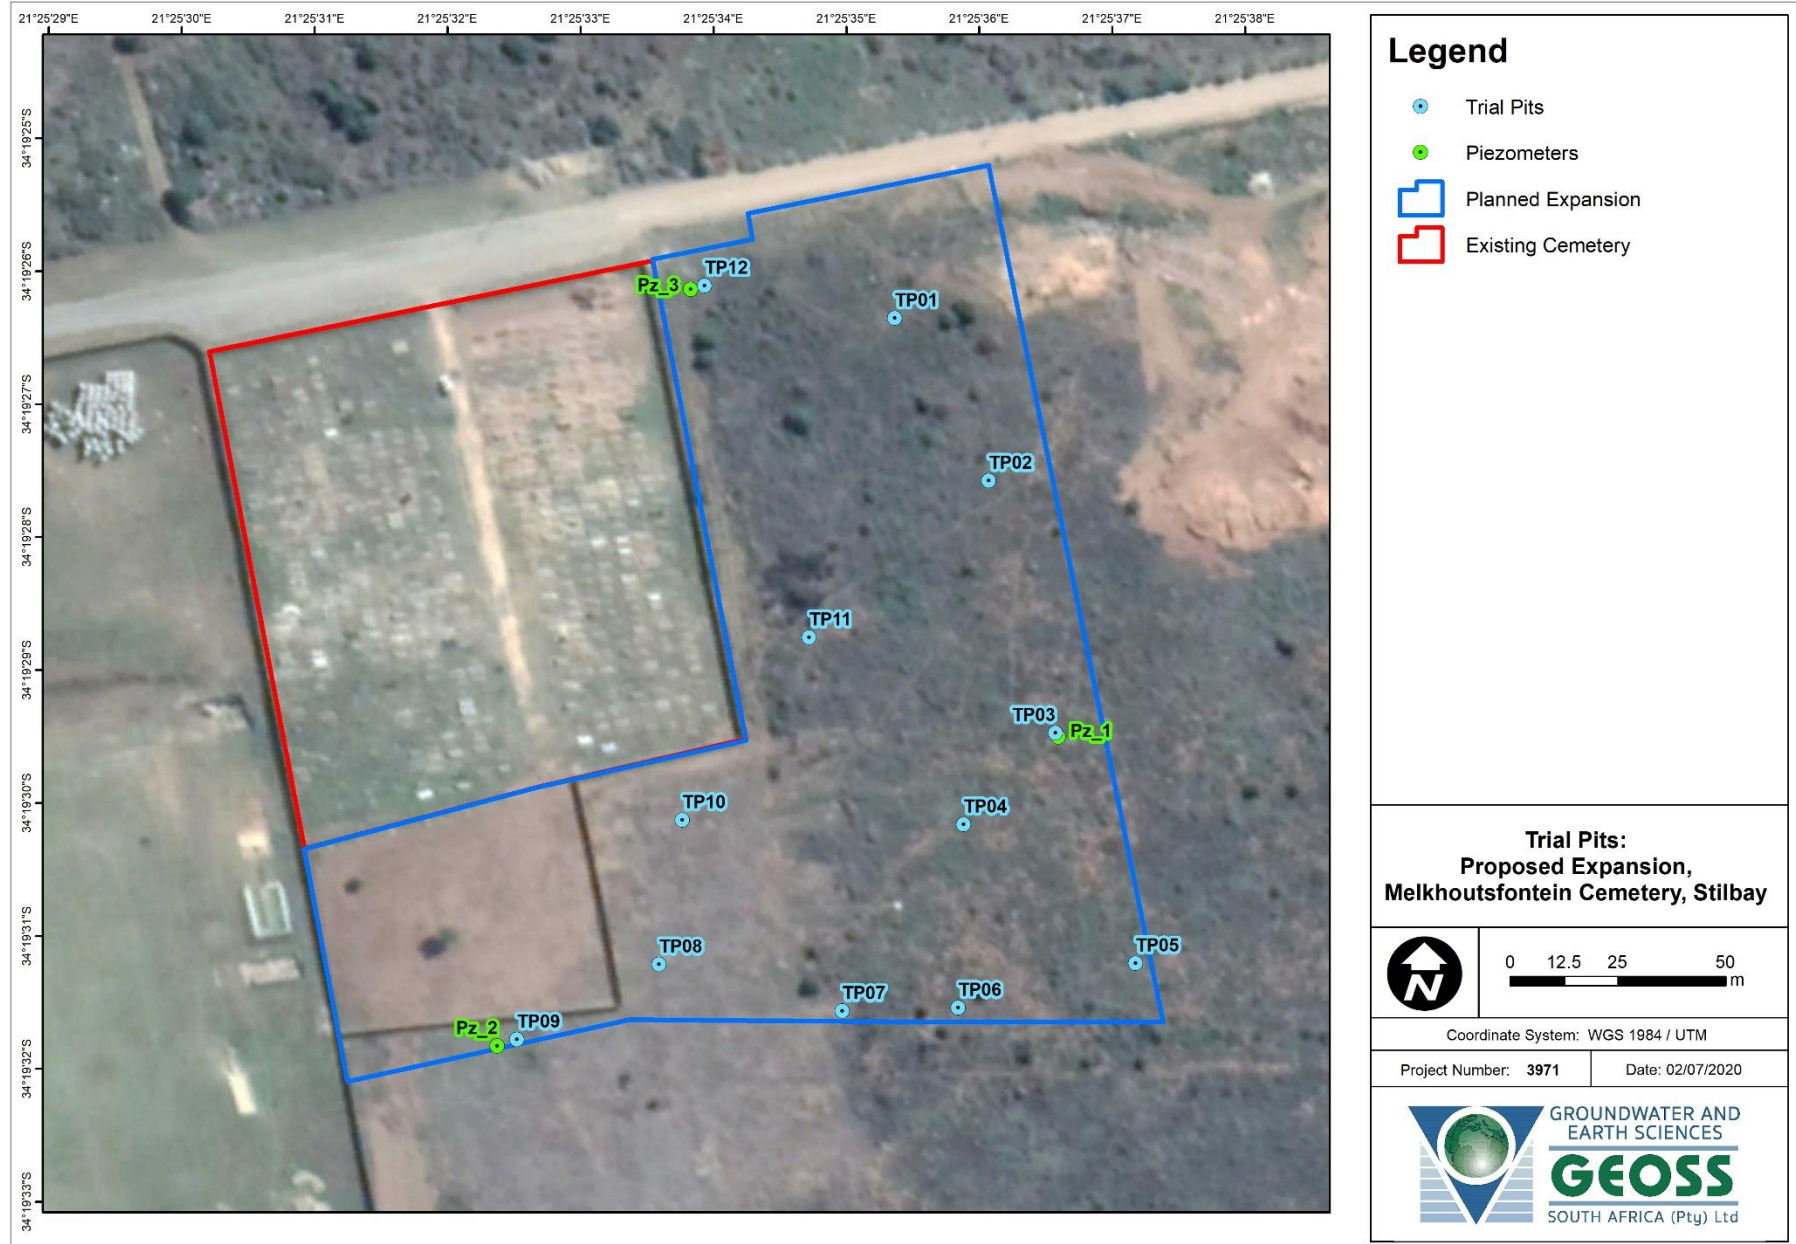 21°25'29"E 21°25'30"E 21°25'31"E 21°25'32"E 21°25'33"E 21°25'34"E 21°25'35"E 21°25'36"E 21°25'37"E 21°25'38"E
34°19'25"S
34°19'26"S
34°19'27"S
34°19'28"S
34°19'29"S
34°19'30"S
34°19'31"S
34°19'32"S
34°19'33"S
TP12
Pz_3
TP01
TP02
TP11
TP03
Pz_1
TP10
TP04
TP08
TP05
TP07
TP06
Pz_2
TP09
Legend
Trial Pits
Piezometers
Planned Expansion
Existing Cemetery
Trial Pits:
Proposed Expansion,
Melkhoutsfontein Cemetery, Stilbay
N
0 12.5 25 50
m
Coordinate System: WGS 1984 / UTM
Project Number: 3971
Date: 02/07/2020
GROUNDWATER AND
EARTH SCIENCES
GEOSS
SOUTH AFRICA (Pty) Ltd